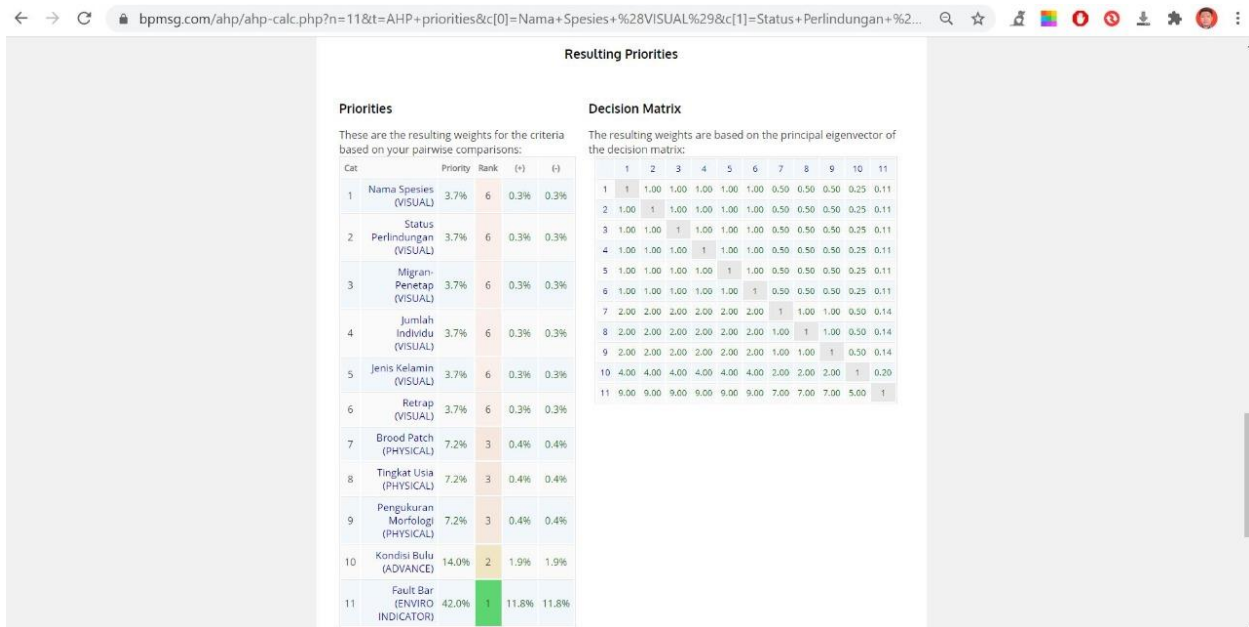 bpmsg.com/ahp/ahp-calc.php?n=11&t=AHP+priorities&c[0]=Nama+Spesies+%28VISUAL%29&c[1]=Status+Perlindungan+%2...
Resulting Priorities
Priorities
These are the resulting weights for the criteria
based on your pairwise comparisons:
Cat Priority Rank (+) (-)
1 Nama Spesies (VISUAL) 3.7% 6 0.3% 0.3%
2 Status Perlindungan (VISUAL) 3.7% 6 0.3% 0.3%
3 Migran-Penetap (VISUAL) 3.7% 6 0.3% 0.3%
4 Jumlah Individu (VISUAL) 3.7% 6 0.3% 0.3%
5 Jenis Kelamin (VISUAL) 3.7% 6 0.3% 0.3%
6 Retrap (VISUAL) 3.7% 6 0.3% 0.3%
7 Brood Patch (PHYSICAL) 7.2% 3 0.4% 0.4%
8 Tingkat Usia (PHYSICAL) 7.2% 3 0.4% 0.4%
9 Pengukuran Morfologi (PHYSICAL) 7.2% 3 0.4% 0.4%
10 Kondisi Bulu (ADVANCE) 14.0% 2 1.9% 1.9%
11 Fault Bar (ENVIRO INDICATOR) 42.0% 1 11.8% 11.8%
Decision Matrix
The resulting weights are based on the principal eigenvector of
the decision matrix:
1 2 3 4 5 6 7 8 9 10 11
1 1 1.00 1.00 1.00 1.00 1.00 0.50 0.50 0.50 0.25 0.11
2 1.00 1 1.00 1.00 1.00 1.00 0.50 0.50 0.50 0.25 0.11
3 1.00 1.00 1 1.00 1.00 1.00 0.50 0.50 0.50 0.25 0.11
4 1.00 1.00 1.00 1 1.00 1.00 0.50 0.50 0.50 0.25 0.11
5 1.00 1.00 1.00 1.00 1 1.00 0.50 0.50 0.50 0.25 0.11
6 1.00 1.00 1.00 1.00 1.00 1 0.50 0.50 0.50 0.25 0.11
7 2.00 2.00 2.00 2.00 2.00 2.00 1 1.00 1.00 0.50 0.14
8 2.00 2.00 2.00 2.00 2.00 2.00 1.00 1 1.00 0.50 0.14
9 2.00 2.00 2.00 2.00 2.00 2.00 1.00 1.00 1 0.50 0.14
10 4.00 4.00 4.00 4.00 4.00 4.00 2.00 2.00 2.00 1 0.20
11 9.00 9.00 9.00 9.00 9.00 9.00 7.00 7.00 7.00 5.00 1